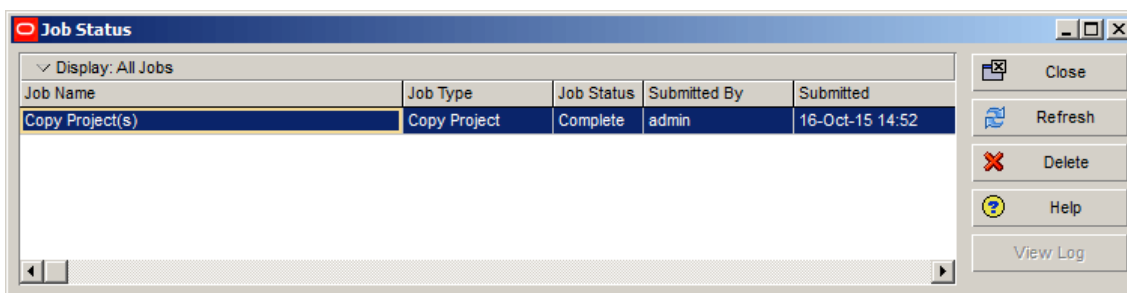 Job Status
Display: All Jobs
Job Name Job Type Job Status Submitted By Submitted
Copy Project(s) Copy Project Complete admin 16-Oct-15 14:52
Close
Refresh
Delete
Help
View Log